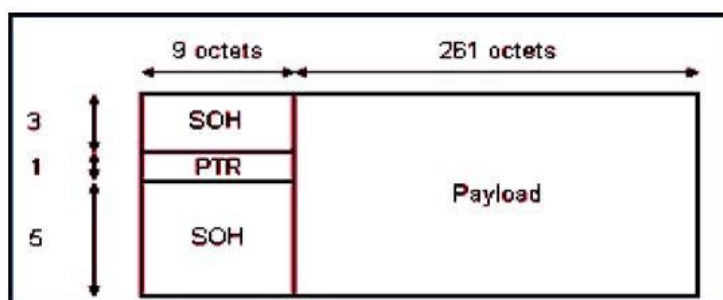 9 octets 261 octets
3 SOH
1 PTR
Payload
5 SOH